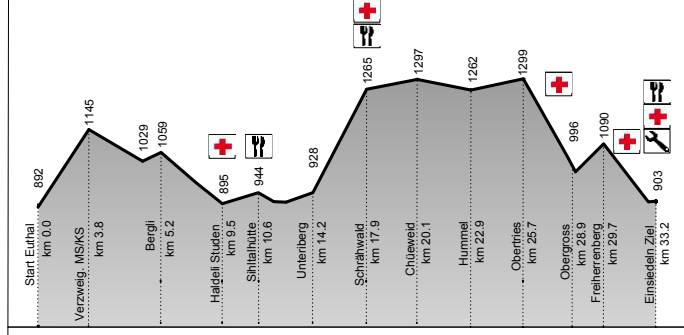 892
1145
1029
1059
895
944
928
1265
1297
1262
1299
996
1090
903
Start Euthal
km 0.0
Verzweig. MS/KS
km 3.8
Bergli
km 5.2
Haldeli Studen
km 9.5
Sihltalhütte
km 10.6
Unteriberg
km 14.2
Schrähwald
km 17.9
Chüeweid
km 20.1
Hummel
km 22.9
Obertries
km 25.7
Obergross
km 28.9
Freiherrenberg
km 29.7
Einsiedeln Ziel
km 33.2